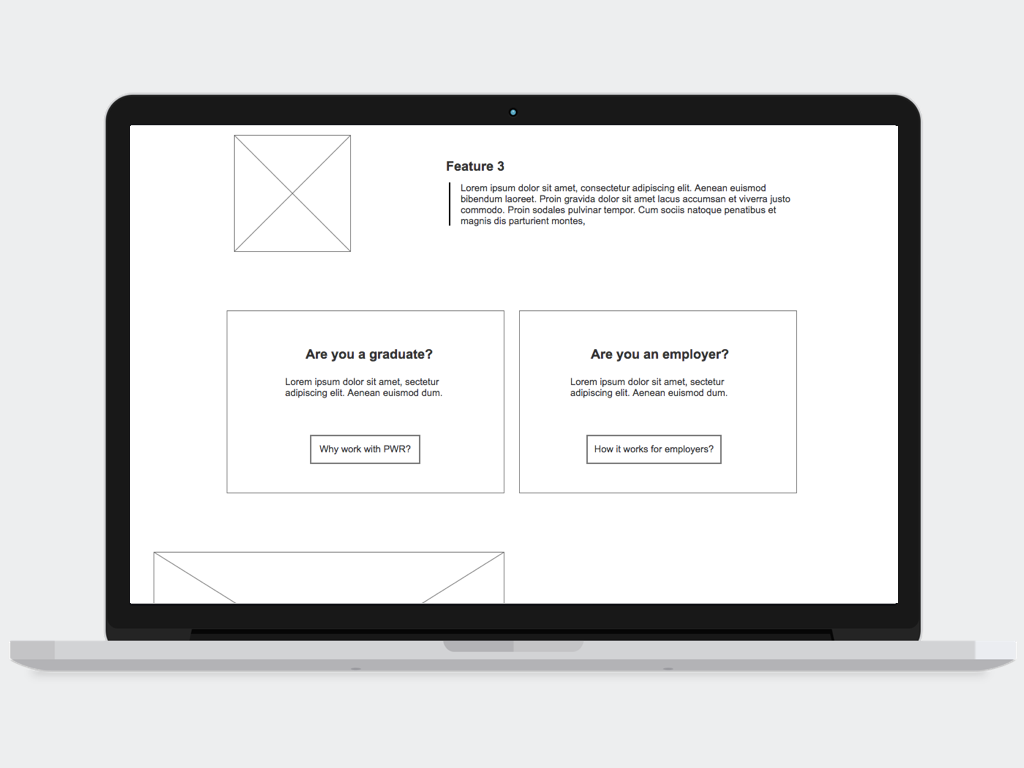 Feature 3
Lorem ipsum dolor sit amet, consectetur adipiscing elit. Aenean euismod
bibendum laoreet. Proin gravida dolor sit amet lacus accumsan et viverra justo
commodo. Proin sodales pulvinar tempor. Cum sociis natoque penatibus et
magnis dis parturient montes,
Are you a graduate?
Lorem ipsum dolor sit amet, sectetur
adipiscing elit. Aenean euismod dum.
Why work with PWR?
Are you an employer?
Lorem ipsum dolor sit amet, sectetur
adipiscing elit. Aenean euismod dum.
How it works for employers?